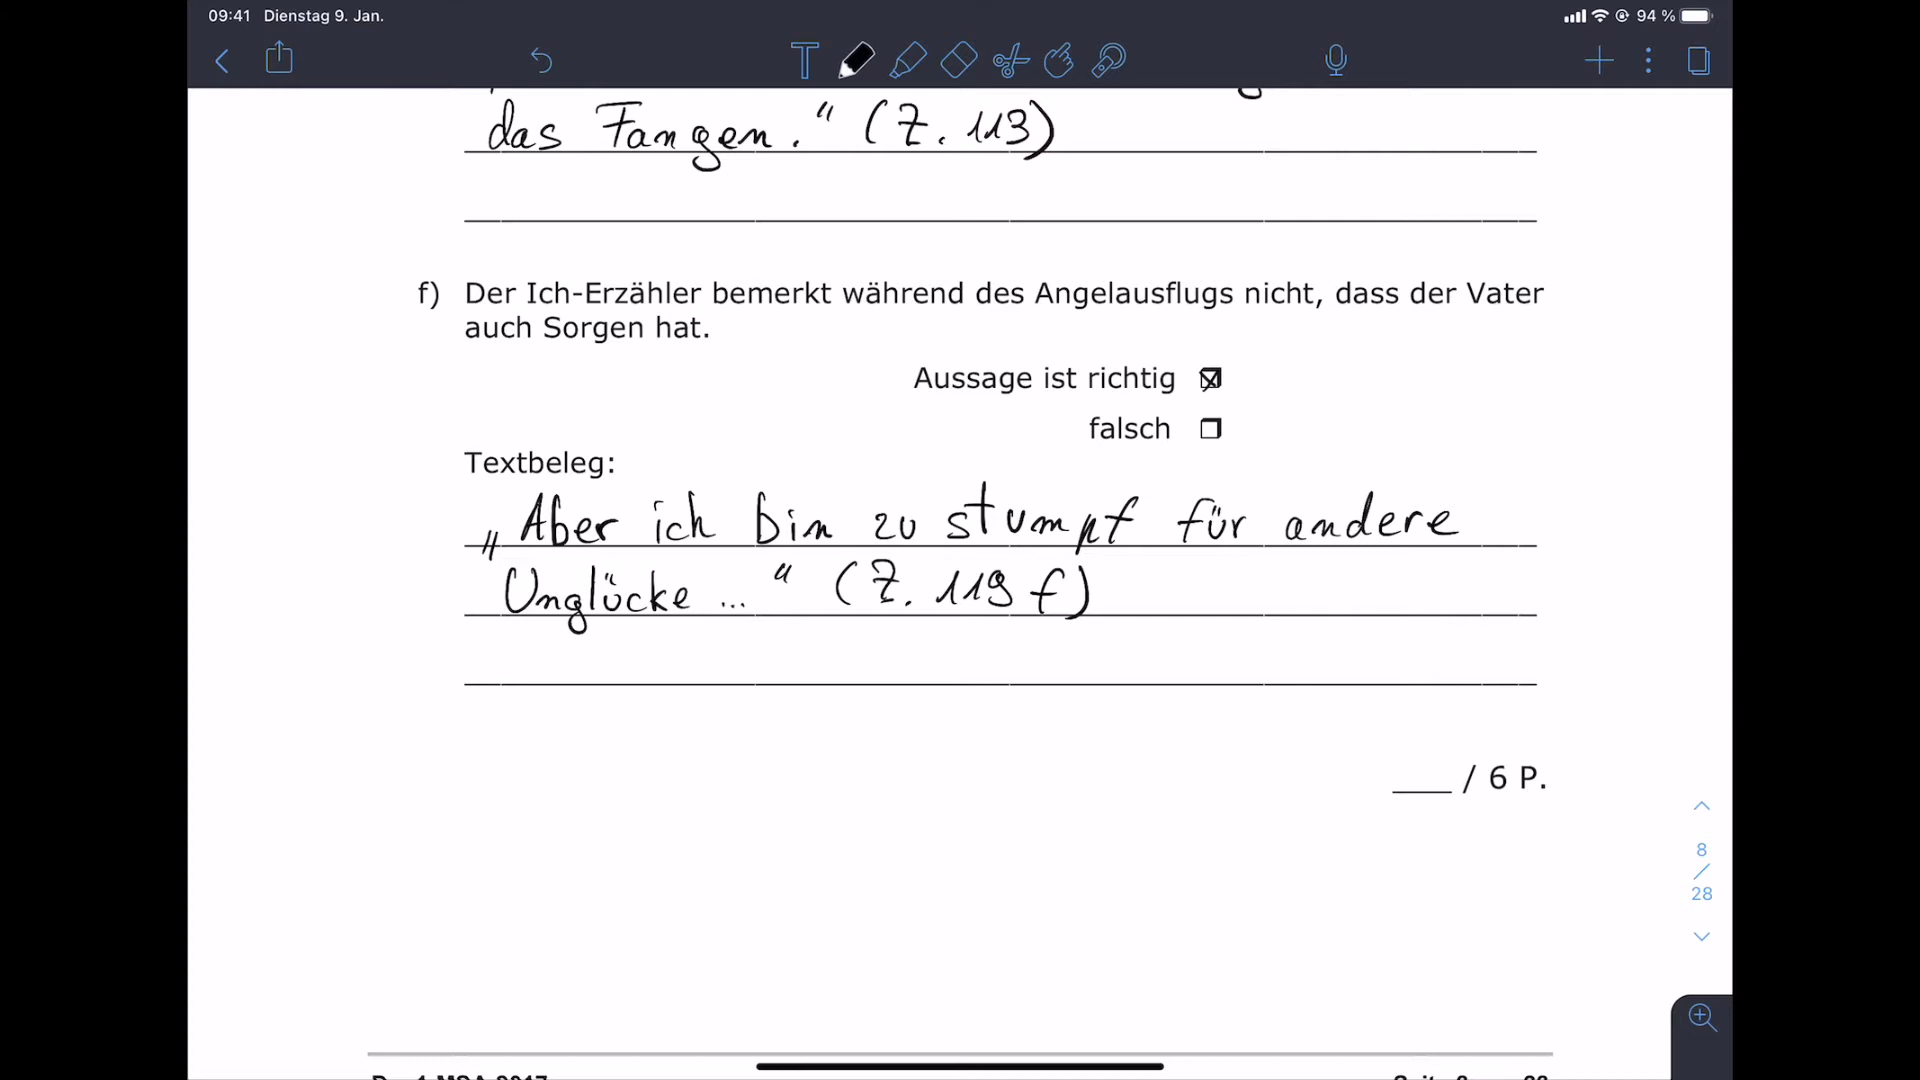 09:41 Dienstag 9. Jan.
94 %
das Fangen.“ (Z. 113)
f) Der Ich-Erzähler bemerkt während des Angelausflugs nicht, dass der Vater
auch Sorgen hat.
Aussage ist richtig
falsch
Textbeleg:
„Aber ich bin zu stumpf für andere
Unglücke ...“ (Z. 119 f)
___ / 6 P.
8
/
28